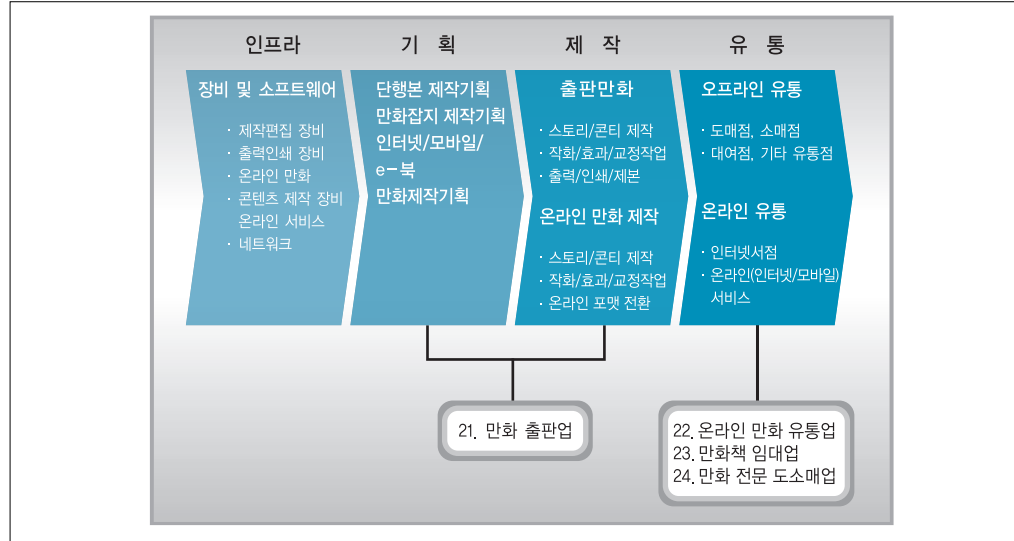 인프라
장비 및 소프트웨어
· 제작편집 장비
· 출력인쇄 장비
· 온라인 만화
· 콘텐츠 제작 장비
온라인 서비스
· 네트워크
기 획
단행본 제작기획
만화잡지 제작기획
인터넷/모바일/
e-북
만화제작기획
제 작
출판만화
· 스토리/콘티 제작
· 작화/효과/교정작업
· 출력/인쇄/제본
온라인 만화 제작
· 스토리/콘티 제작
· 작화/효과/교정작업
· 온라인 포맷 전환
유 통
오프라인 유통
· 도매점, 소매점
· 대여점, 기타 유통점
온라인 유통
· 인터넷서점
· 온라인(인터넷/모바일)
서비스
21. 만화 출판업
22. 온라인 만화 유통업
23. 만화책 임대업
24. 만화 전문 도소매업